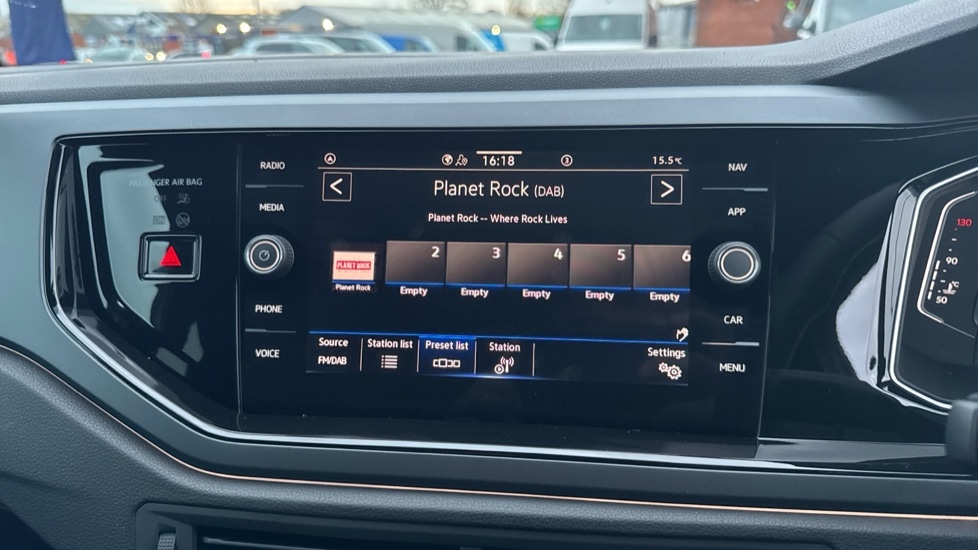 PASSENGER AIR BAG
OFF
ON
RADIO
MEDIA
PHONE
VOICE
16:18
3
15.5°C
<
Planet Rock (DAB)
>
Planet Rock -- Where Rock Lives
PLANET ROCK
Planet Rock
2
Empty
3
Empty
4
Empty
5
Empty
6
Empty
Source
FM/DAB
Station list
Preset list
Station
Settings
NAV
APP
CAR
MENU
130
90
°C
50